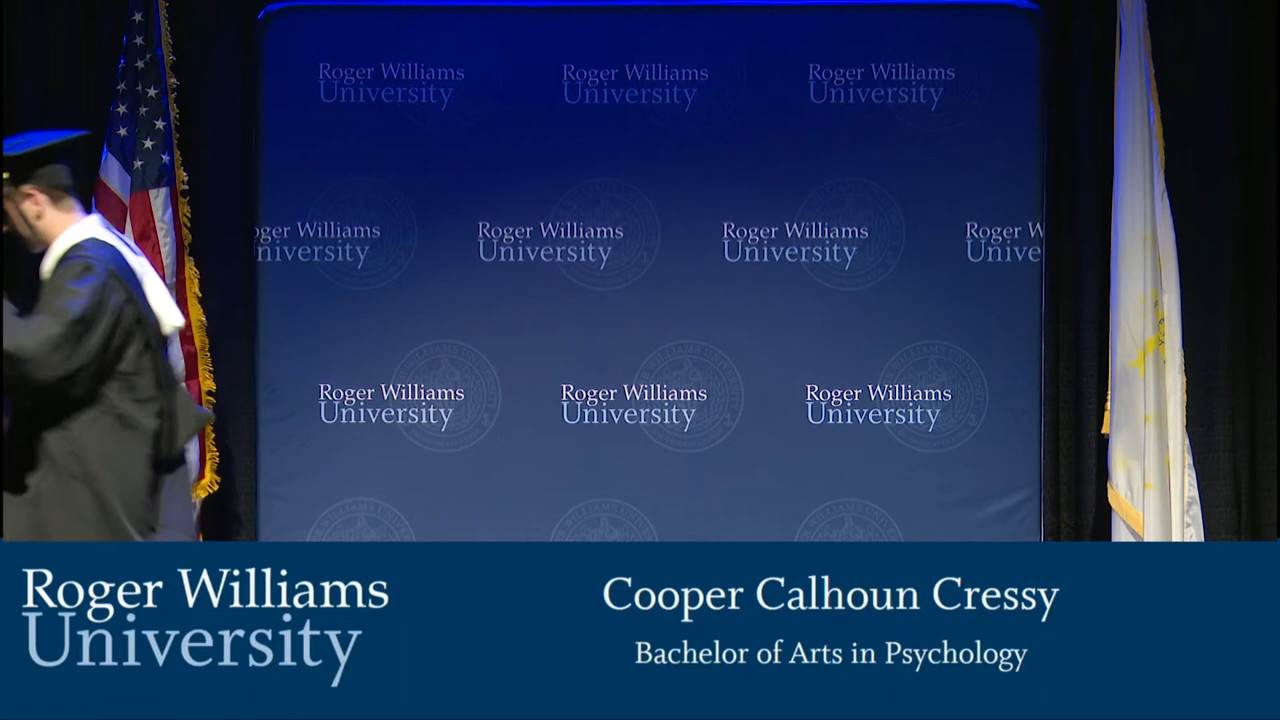 Roger Williams
University
Roger Williams
University
Roger Williams
University
oger Williams
niversity
Roger Williams
University
Roger Williams
University
Roger W
Unive
Roger Williams
University
Roger Williams
University
Roger Williams
University
Roger Williams
University
Cooper Calhoun Cressy
Bachelor of Arts in Psychology